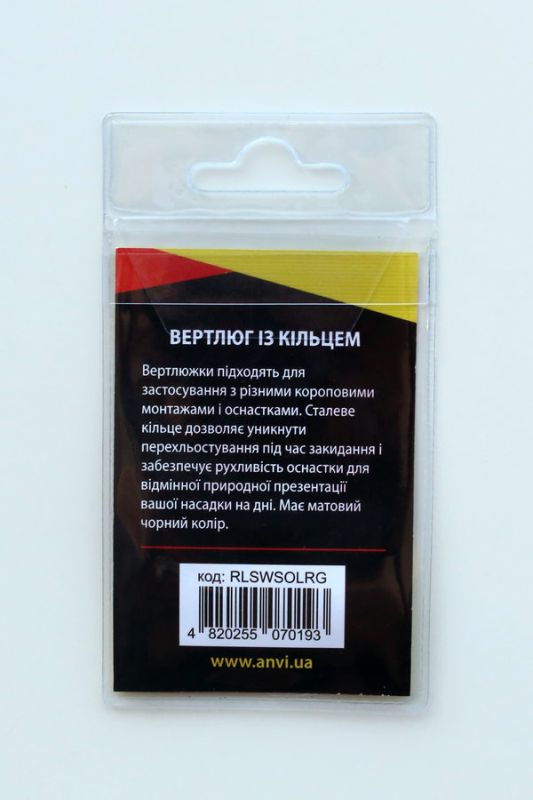 ВЕРТЛЮГ ІЗ КІЛЬЦЕМ
Вертлюжки підходять для
застосування з різними короповими
монтажами і оснастками. Сталеве
кільце дозволяє уникнути
перехльостування під час закидання і
забезпечує рухливість оснастки для
відмінної природної презентації
вашої насадки на дні. Має матовий
чорний колір.
код: RLSWSOLRG
4 820255 070193
www.anvi.ua